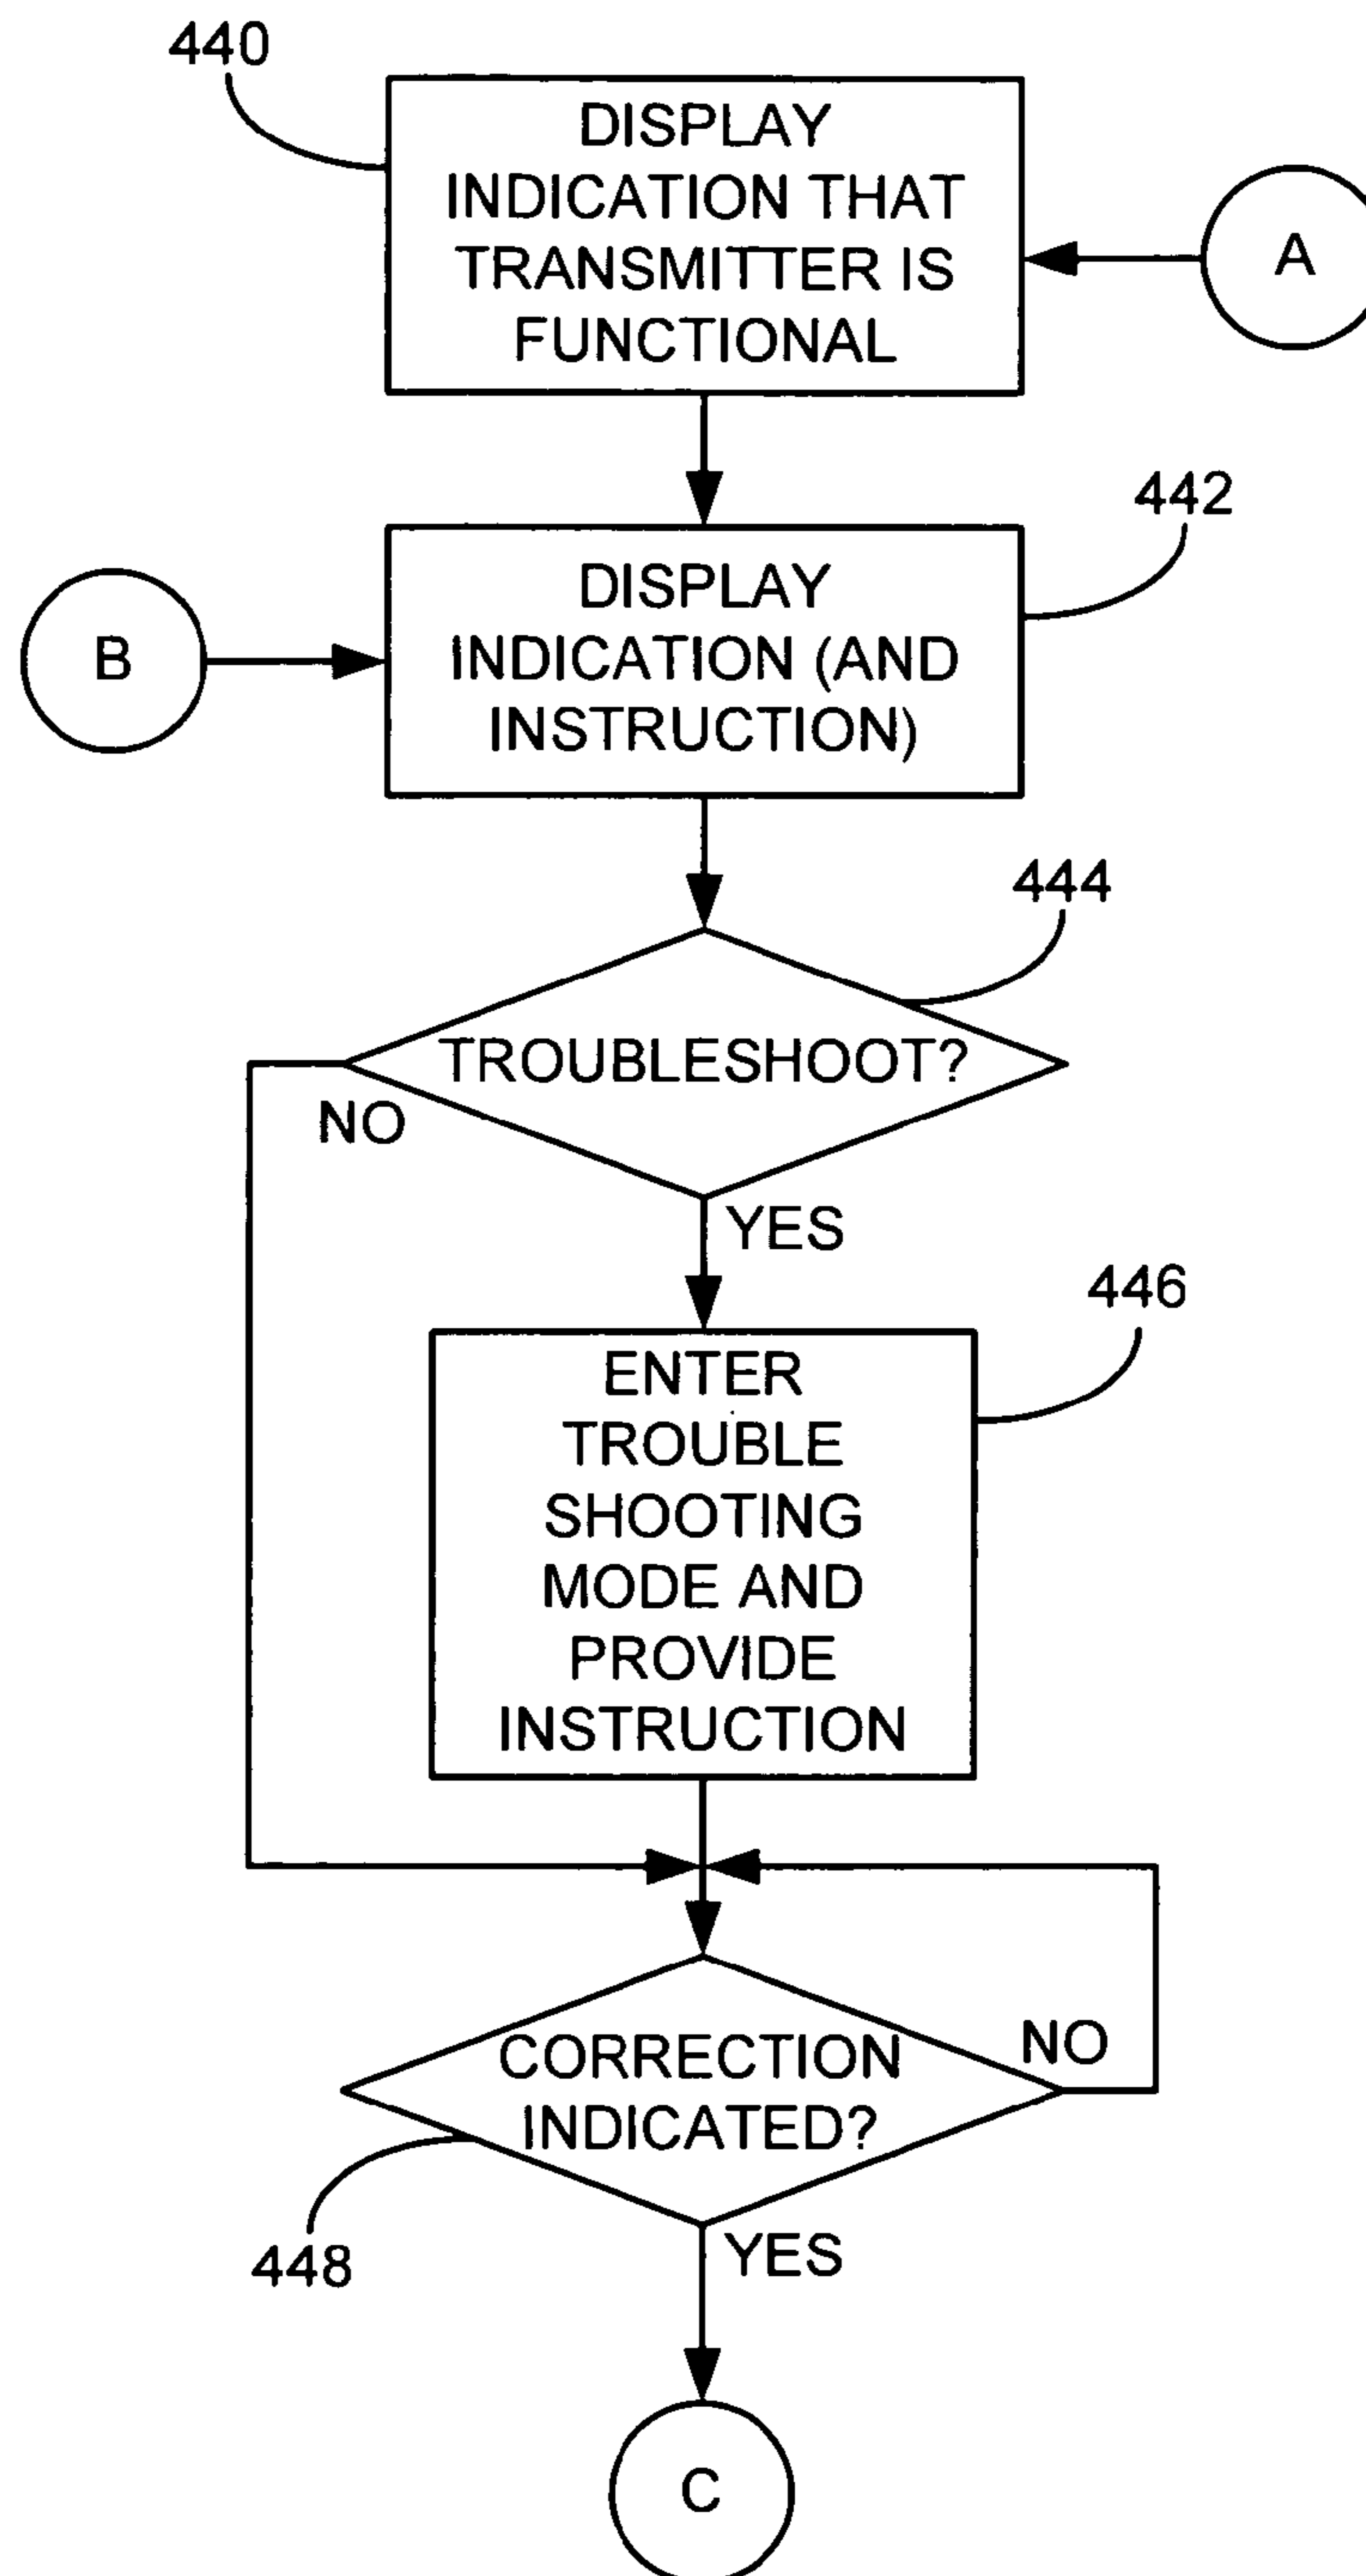 440
DISPLAY
INDICATION THAT
TRANSMITTER IS
FUNCTIONAL
A
442
DISPLAY
INDICATION (AND
INSTRUCTION)
B
444
TROUBLESHOOT?
NO
YES
446
ENTER
TROUBLE
SHOOTING
MODE AND
PROVIDE
INSTRUCTION
CORRECTION
INDICATED?
NO
448
YES
C